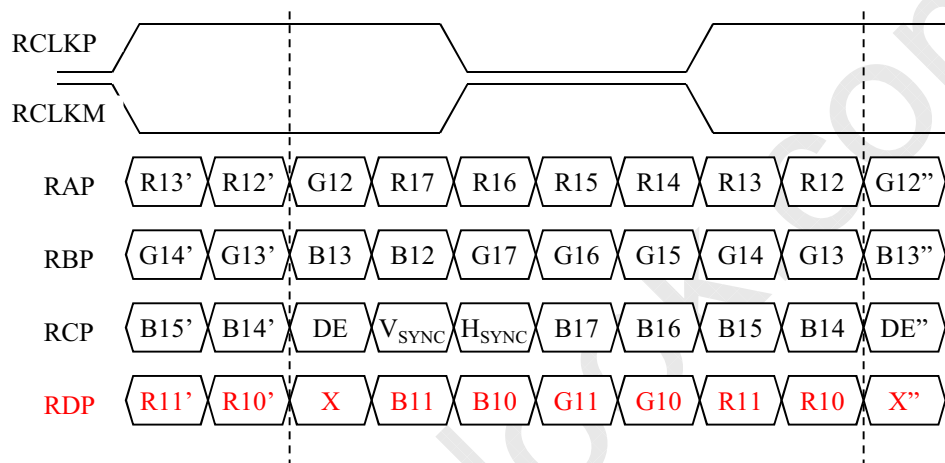 RCLKP
RCLKM
RAP R13’ R12’ G12 R17 R16 R15 R14 R13 R12 G12”
RBP G14’ G13’ B13 B12 G17 G16 G15 G14 G13 B13”
RCP B15’ B14’ DE VSYNC HSYNC B17 B16 B15 B14 DE”
RDP R11’ R10’ X B11 B10 G11 G10 R11 R10 X”